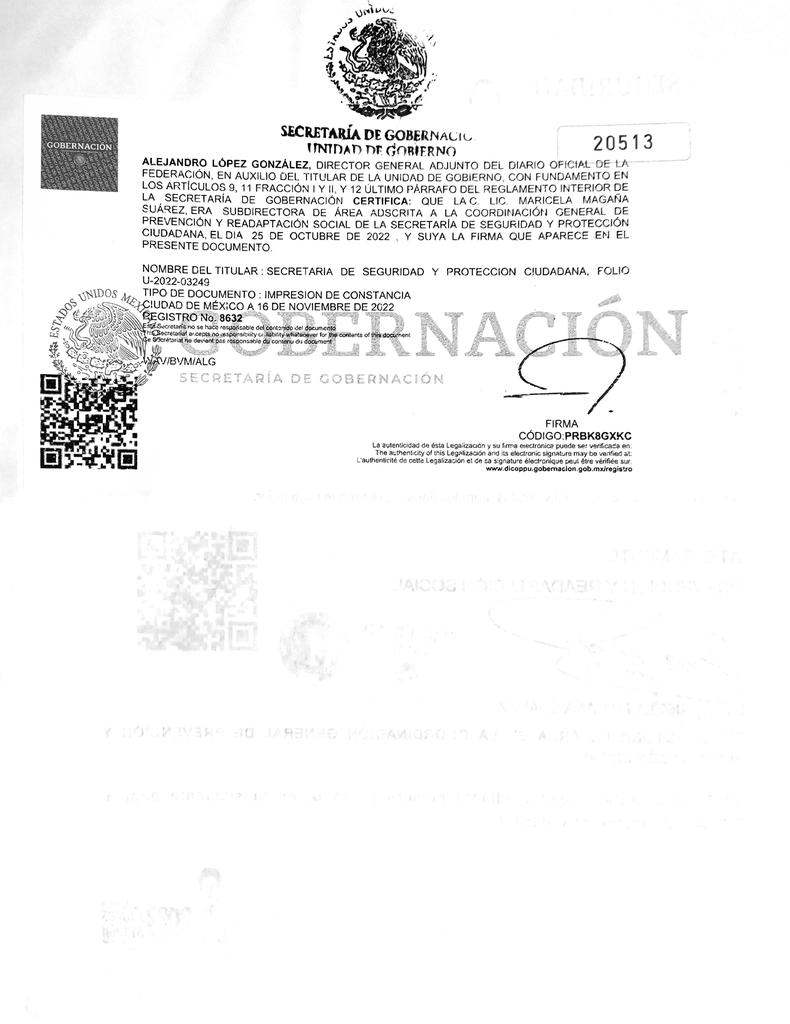 ESTADOS UNIDOS
SECRETARÍA DE GOBERNACIÓ
UNIDAD DE GOBIERNO
20513
GOBERNACIÓN
ALEJANDRO LÓPEZ GONZÁLEZ, DIRECTOR GENERAL ADJUNTO DEL DIARIO OFICIAL DE LA
FEDERACIÓN, EN AUXILIO DEL TITULAR DE LA UNIDAD DE GOBIERNO, CON FUNDAMENTO EN
LOS ARTÍCULOS 9, 11 FRACCIÓN I Y II, Y 12 ÚLTIMO PÁRRAFO DEL REGLAMENTO INTERIOR DE
LA SECRETARÍA DE GOBERNACIÓN CERTIFICA: QUE LA C. LIC. MARICELA MAGAÑA
SUÁREZ, ERA SUBDIRECTORA DE ÁREA ADSCRITA A LA COORDINACIÓN GENERAL DE
PREVENCIÓN Y READAPTACIÓN SOCIAL DE LA SECRETARÍA DE SEGURIDAD Y PROTECCIÓN
CIUDADANA, EL DIA 25 DE OCTUBRE DE 2022 , Y SUYA LA FIRMA QUE APARECE EN EL
PRESENTE DOCUMENTO.
NOMBRE DEL TITULAR : SECRETARIA DE SEGURIDAD Y PROTECCION CIUDADANA, FOLIO
U-2022-03249
TIPO DE DOCUMENTO : IMPRESION DE CONSTANCIA
CIUDAD DE MÉXICO A 16 DE NOVIEMBRE DE 2022
REGISTRO No. 8632
Esta Secretaría no se hace responsable del contenido del documento
This Secretariat accepts no responsibility or liability whatsoever for the contents of this document
Ce Secrétariat ne devient pas responsable du contenu du document
/BVM/ALG
ESTADOS UNIDOS MEX
GOBERNACIÓN
SECRETARÍA DE GOBERNACIÓN
FIRMA
CÓDIGO:PRBK8GXKC
La autenticidad de ésta Legalización y su firma electrónica puede ser verificada en:
The authenticity of this Legalización and its electronic signature may be verified at:
L'authenticité de cette Legalización et de sa signature électronique peut être vérifiée sur:
www.dicoppu.gobernacion.gob.mx/registro